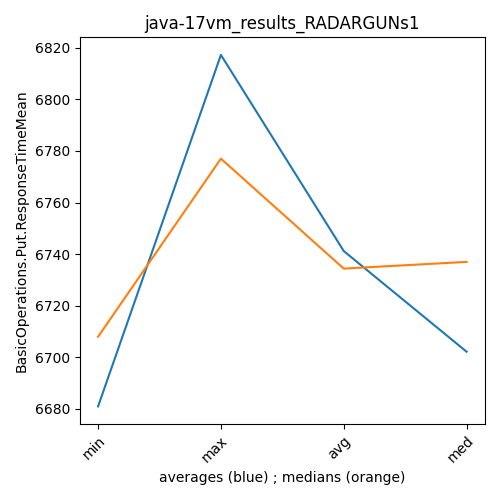 java-17vm_results_RADARGUNs1
BasicOperations.Put.ResponseTimeMean
6820
6800
6780
6760
6740
6720
6700
6680
min
max
avg
med
averages (blue) ; medians (orange)